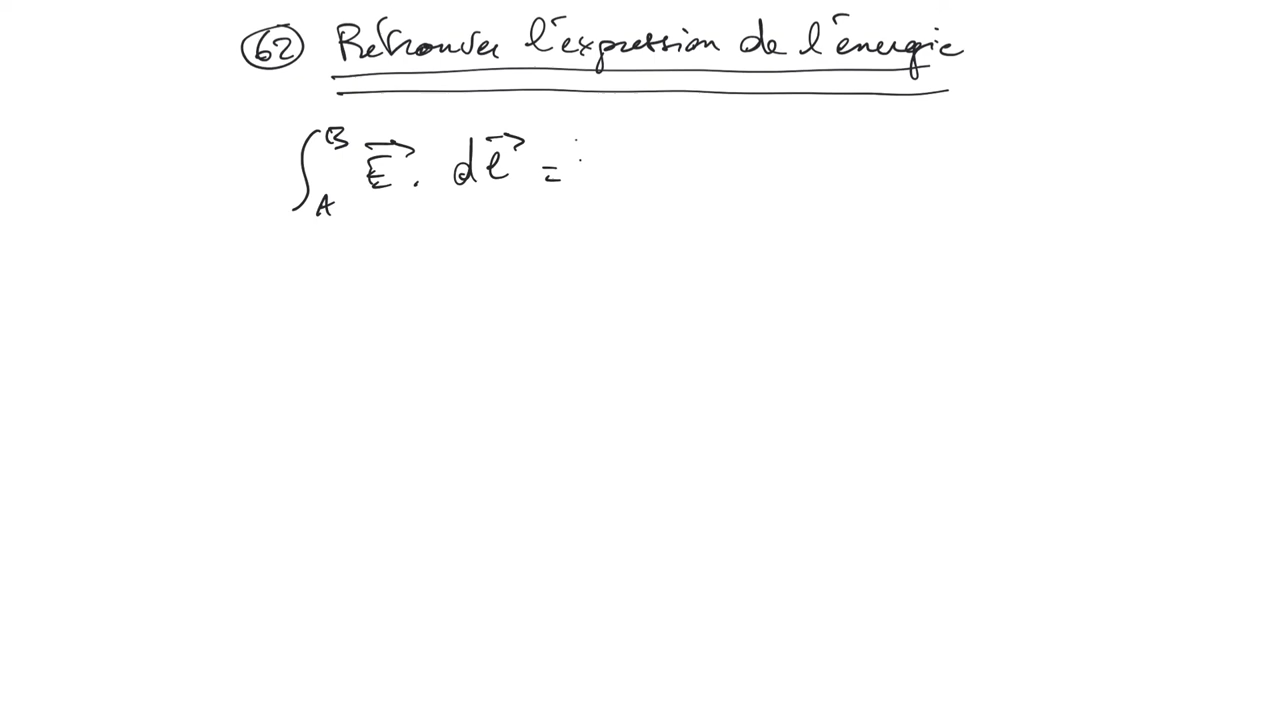 62 Retrouver l'expression de l'énergie
∫_A^B E⃗ . dℓ⃗ =